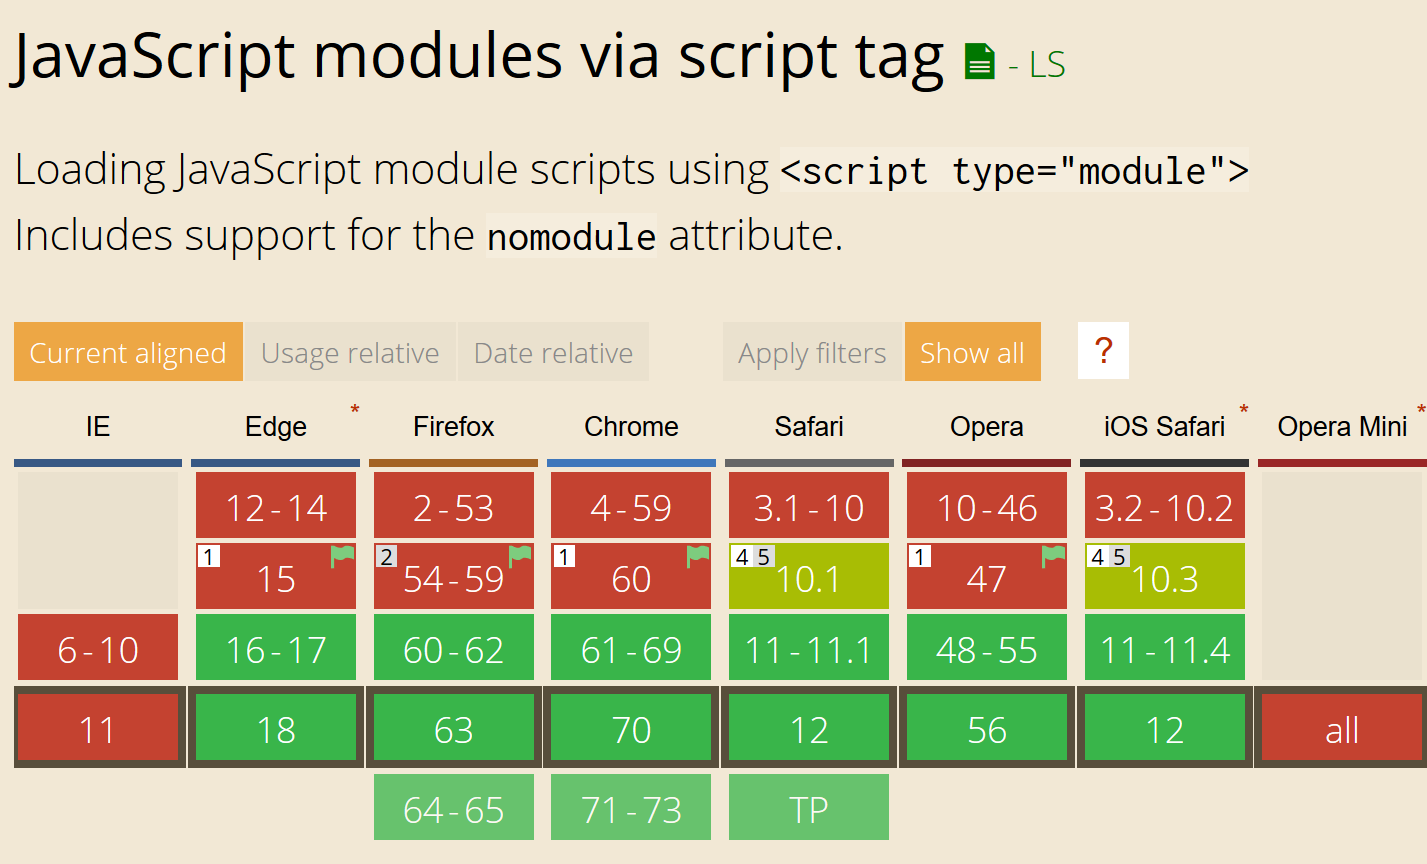 JavaScript modules via script tag - LS
Loading JavaScript module scripts using <script type="module">
Includes support for the nomodule attribute.
Current aligned Usage relative Date relative Apply filters Show all ?
IE Edge * Firefox Chrome Safari Opera iOS Safari * Opera Mini *
12-14 2-53 4-59 3.1-10 10-46 3.2-10.2
1 15 2 54-59 1 60 4 5 10.1 1 47 4 5 10.3
6-10 16-17 60-62 61-69 11-11.1 48-55 11-11.4
11 18 63 70 12 56 12 all
64-65 71-73 TP